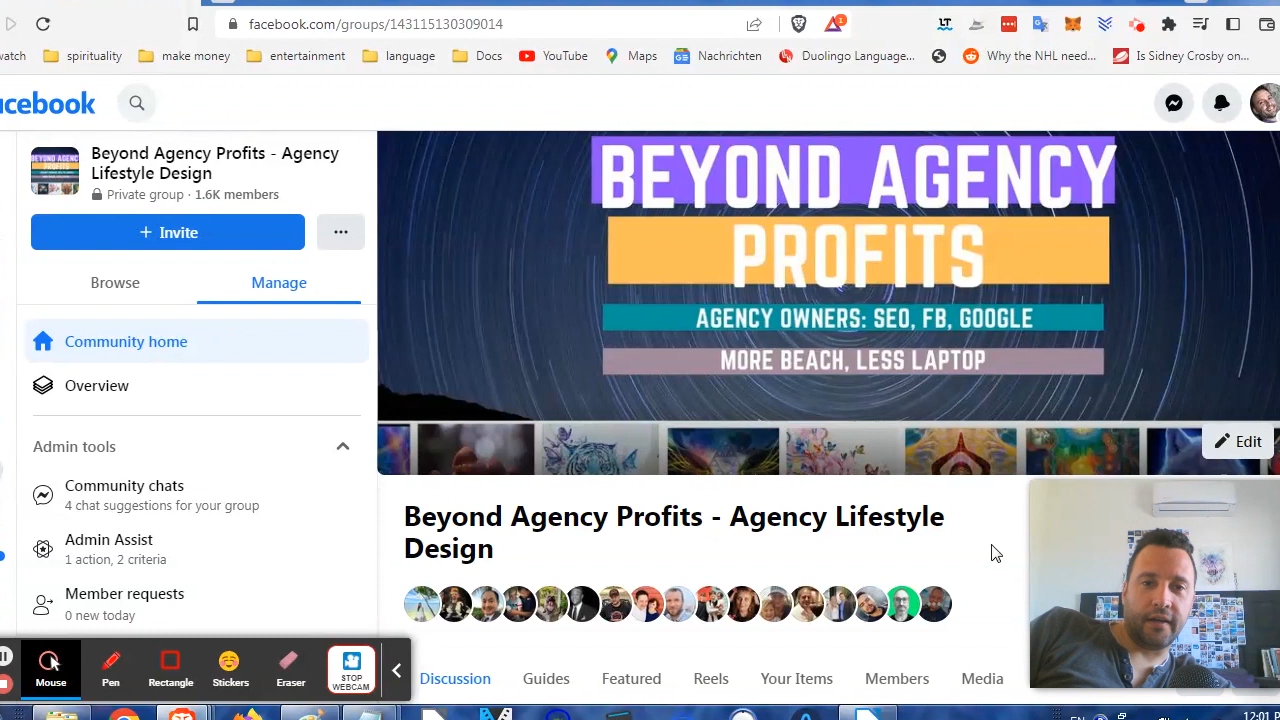 facebook.com/groups/143115130309014
1
LT
watch
spirituality
make money
entertainment
language
Docs
YouTube
Maps
Nachrichten
Duolingo Language...
Why the NHL need...
Is Sidney Crosby on...
acebook
Beyond Agency Profits - Agency
Lifestyle Design
Private group · 1.6K members
+ Invite
Browse
Manage
Community home
Overview
Admin tools
Community chats
4 chat suggestions for your group
Admin Assist
1 action, 2 criteria
Member requests
0 new today
BEYOND AGENCY
PROFITS
AGENCY OWNERS: SEO, FB, GOOGLE
MORE BEACH, LESS LAPTOP
Edit
Beyond Agency Profits - Agency Lifestyle
Design
Discussion
Guides
Featured
Reels
Your Items
Members
Media
Mouse
Pen
Rectangle
Stickers
Eraser
STOP
WEBCAM
EN
12:01 P